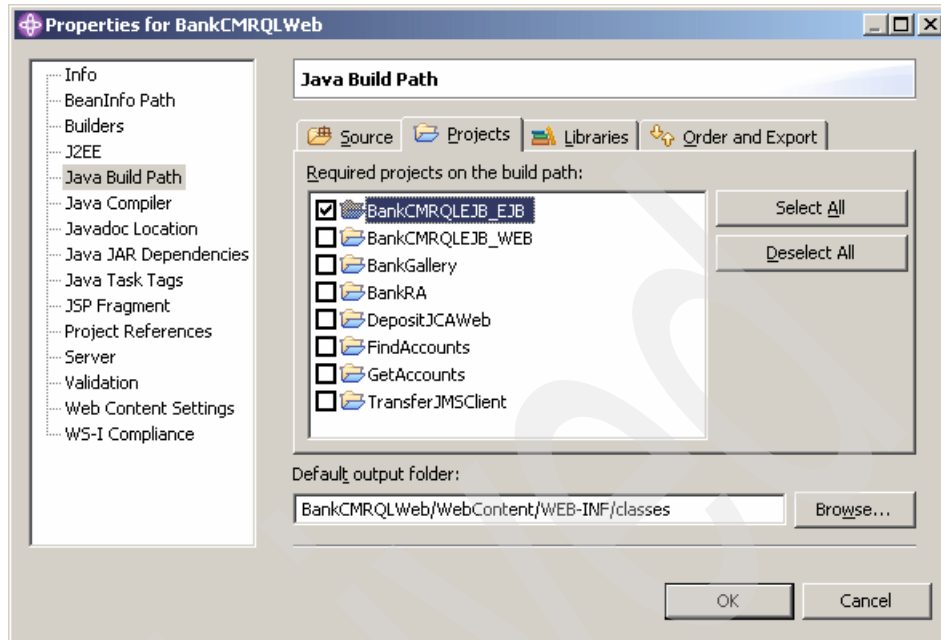 Properties for BankCMRQLWeb
Info
BeanInfo Path
Builders
J2EE
Java Build Path
Java Compiler
Javadoc Location
Java JAR Dependencies
Java Task Tags
JSP Fragment
Project References
Server
Validation
Web Content Settings
WS-I Compliance
Java Build Path
Source Projects Libraries Order and Export
Required projects on the build path:
BankCMRQLEJB_EJB
BankCMRQLEJB_WEB
BankGallery
BankRA
DepositJCAWeb
FindAccounts
GetAccounts
TransferJMSClient
Select All
Deselect All
Default output folder:
BankCMRQLWeb/WebContent/WEB-INF/classes
Browse...
OK Cancel